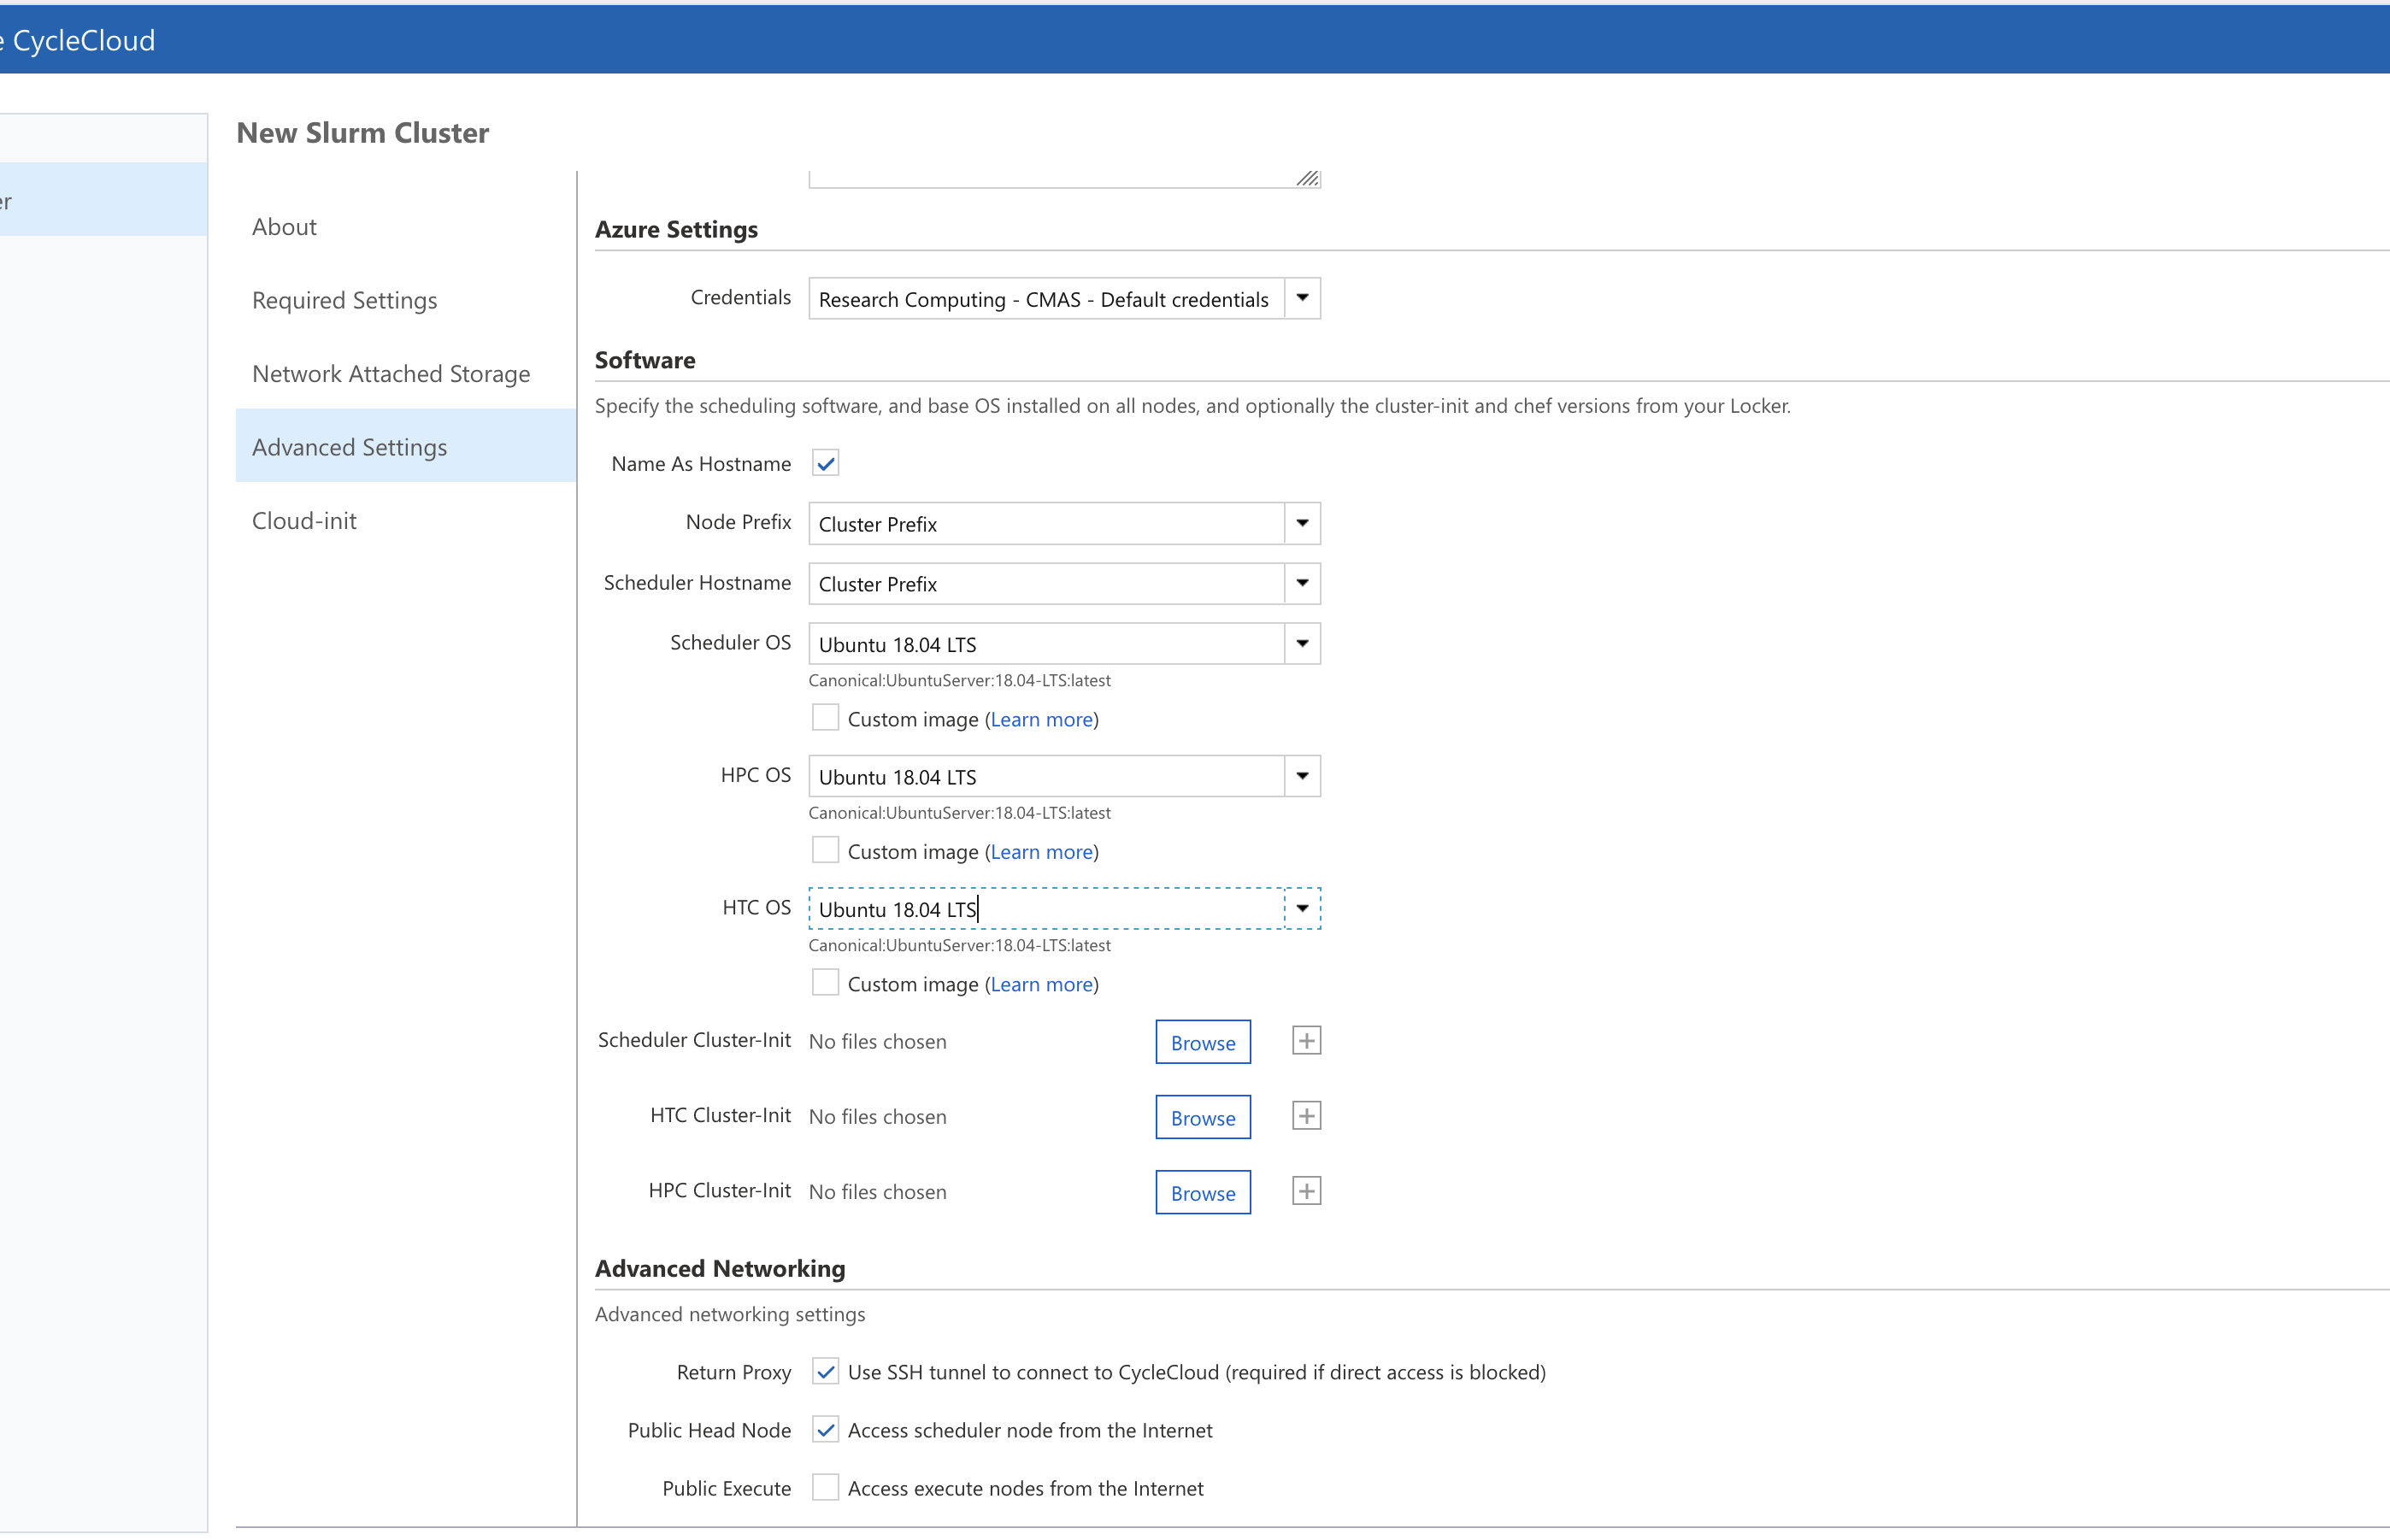 e CycleCloud
er
New Slurm Cluster
About
Required Settings
Network Attached Storage
Advanced Settings
Cloud-init
Azure Settings
Credentials Research Computing - CMAS - Default credentials
Software
Specify the scheduling software, and base OS installed on all nodes, and optionally the cluster-init and chef versions from your Locker.
Name As Hostname
Node Prefix Cluster Prefix
Scheduler Hostname Cluster Prefix
Scheduler OS Ubuntu 18.04 LTS
Canonical:UbuntuServer:18.04-LTS:latest
Custom image (Learn more)
HPC OS Ubuntu 18.04 LTS
Canonical:UbuntuServer:18.04-LTS:latest
Custom image (Learn more)
HTC OS Ubuntu 18.04 LTS
Canonical:UbuntuServer:18.04-LTS:latest
Custom image (Learn more)
Scheduler Cluster-Init No files chosen Browse
HTC Cluster-Init No files chosen Browse
HPC Cluster-Init No files chosen Browse
Advanced Networking
Advanced networking settings
Return Proxy Use SSH tunnel to connect to CycleCloud (required if direct access is blocked)
Public Head Node Access scheduler node from the Internet
Public Execute Access execute nodes from the Internet